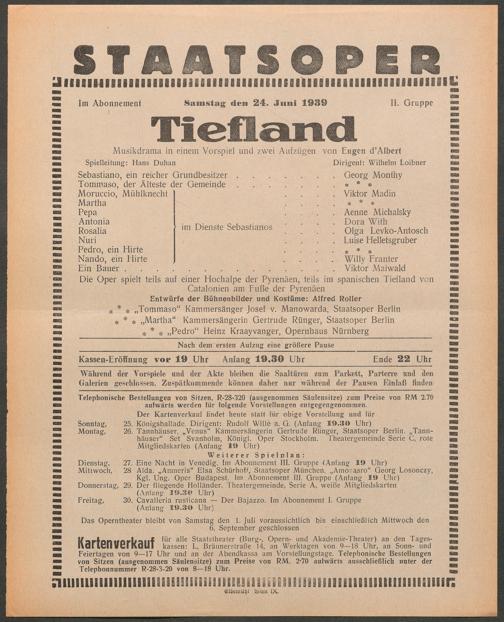 STAATSOPER
Im Abonnement Samstag den 24. Juni 1939 II. Gruppe
Tiefland
Musikdrama in einem Vorspiel und zwei Aufzügen von Eugen d'Albert
Spielleitung: Hans Duhan Dirigent: Wilhelm Loibner
Sebastiano, ein reicher Grundbesitzer . . . . . . Georg Monthy
Tommaso, der Älteste der Gemeinde . . . . . . * * *
Moruccio, Mühlknecht . . . . . Viktor Madin
Martha . . . . . * * *
Pepa . . . . . Aenne Michalsky
Antonia . . . . . Dora With
Rosalia im Dienste Sebastianos . . . . . Olga Levko-Antosch
Nuri . . . . . Luise Helletsgruber
Pedro, ein Hirte . . . . . * * *
Nando, ein Hirte . . . . . Willy Franter
Ein Bauer . . . . . . . . . . Viktor Maiwald
Die Oper spielt teils auf einer Hochalpe der Pyrenäen, teils im spanischen Tiefland von
Catalonien am Fuße der Pyrenäen
Entwürfe der Bühnenbilder und Kostüme: Alfred Roller
* * * „Tommaso" Kammersänger Josef v. Manowarda, Staatsoper Berlin
* * * „Martha" Kammersängerin Gertrude Rünger, Staatsoper Berlin
* * * „Pedro" Heinz Kraayvanger, Opernhaus Nürnberg
Nach dem ersten Aufzug eine größere Pause
Kassen-Eröffnung vor 19 Uhr Anfang 19.30 Uhr Ende 22 Uhr
Während der Vorspiele und der Akte bleiben die Saaltüren zum Parkett, Parterre und den
Galerien geschlossen. Zuspätkommende können daher nur während der Pausen Einlaß finden
Telephonische Bestellungen von Sitzen, R-28-320 (ausgenommen Säulensitze) zum Preise von RM 2.70
aufwärts werden für folgende Vorstellungen entgegengenommen.
Der Kartenverkauf findet heute statt für obige Vorstellung und für
Sonntag, 25. Königsballade. Dirigent: Rudolf Wille a. G. (Anfang 19.30 Uhr)
Montag, 26. Tannhäuser. „Venus" Kammersängerin Gertrude Rünger, Staatsoper Berlin. „Tann-
häuser" Set Svanholm, Königl. Oper Stockholm. Theatergemeinde Serie C, rote
Mitgliedskarten (Anfang 19 Uhr)
Weiterer Spielplan:
Dienstag, 27. Eine Nacht in Venedig. Im Abonnement III. Gruppe (Anfang 19 Uhr)
Mittwoch, 28. Aida. „Amneris" Elsa Schürhoff, Staatsoper München, „Amonasro" Georg Losonczy,
Kgl. Ung. Oper Budapest. Im Abonnement III. Gruppe (Anfang 19 Uhr)
Donnerstag, 29. Der fliegende Holländer. Theatergemeinde, Serie A, weiße Mitgliedskarten
(Anfang 19.30 Uhr)
Freitag, 30. Cavalleria rusticana — Der Bajazzo. Im Abonnement I. Gruppe
(Anfang 19.30 Uhr)
Das Operntheater bleibt von Samstag den 1. Juli voraussichtlich bis einschließlich Mittwoch den
6. September geschlossen
Kartenverkauf für alle Staatstheater (Burg-, Opern- und Akademie-Theater) an den Tages-
kassen: I., Bräunerstraße 14, an Werktagen von 9—18 Uhr, an Sonn- und
Feiertagen von 9—17 Uhr und an der Abendkassa am Vorstellungstage. Telephonische Bestellungen
von Sitzen (ausgenommen Säulensitze) zum Preise von RM. 2·70 aufwärts ausschließlich unter der
Telephonnummer R-28-3-20 von 8—18 Uhr.
Elbemühl Wien IX.